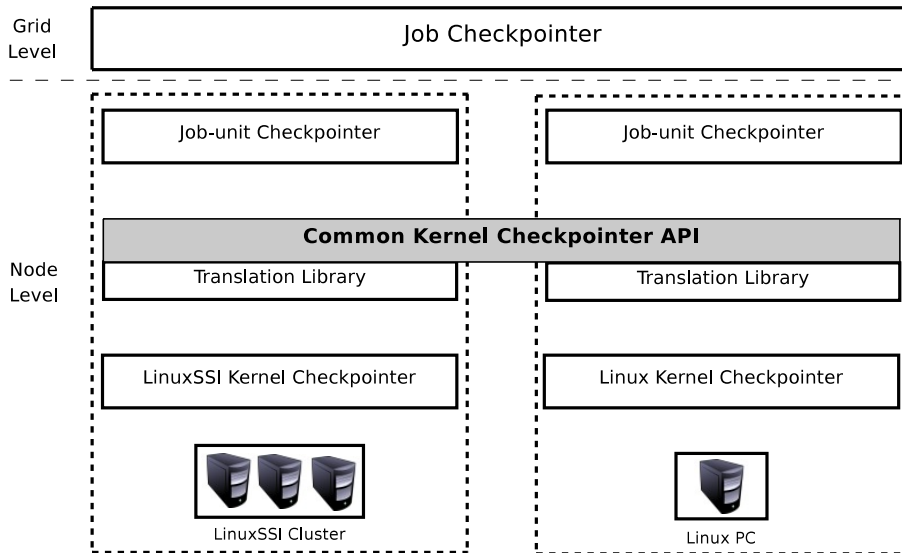 Grid
Level
Job Checkpointer
Job-unit Checkpointer
Job-unit Checkpointer
Common Kernel Checkpointer API
Node
Level
Translation Library
Translation Library
LinuxSSI Kernel Checkpointer
Linux Kernel Checkpointer
LinuxSSI Cluster
Linux PC